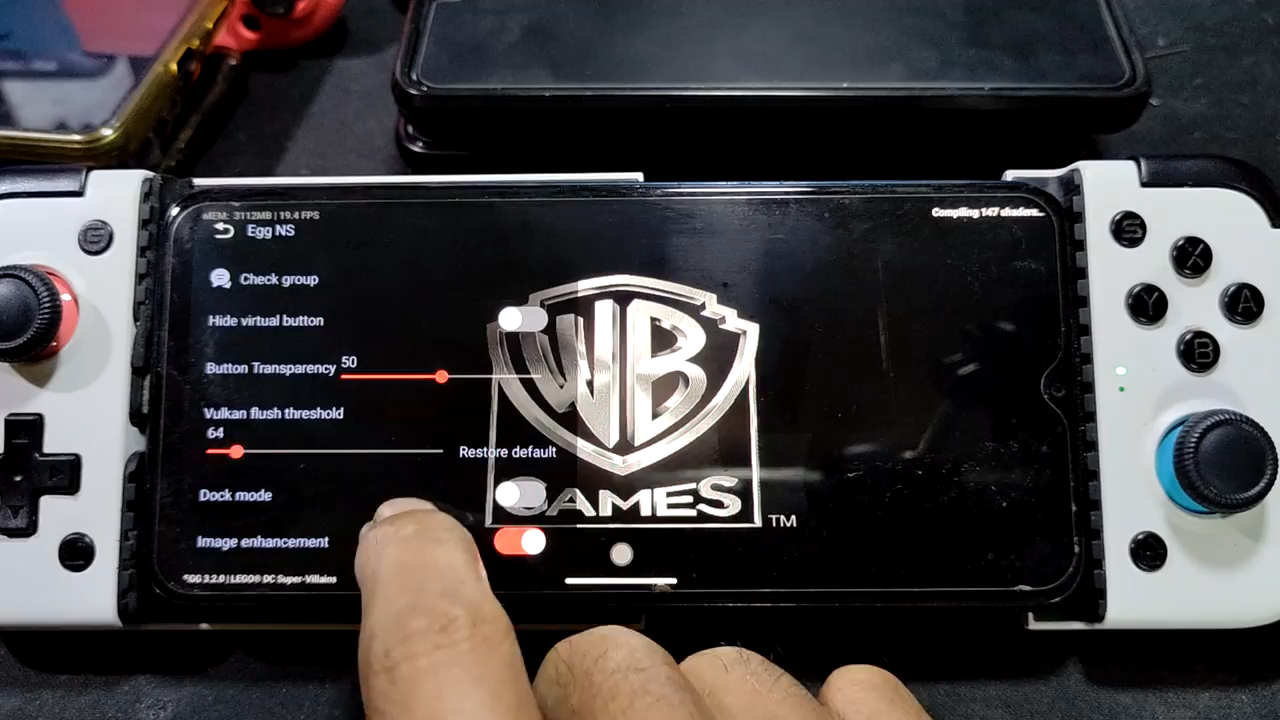 MEM: 3112MB | 19.4 FPS
Compiling 147 shaders...
Egg NS
Check group
Hide virtual button
Button Transparency 50
Vulkan flush threshold
64
Restore default
Dock mode
Image enhancement
EGG 3.2.0 | LEGO® DC Super-Villains
WB
GAMES
TM
G
S
X
Y
A
B